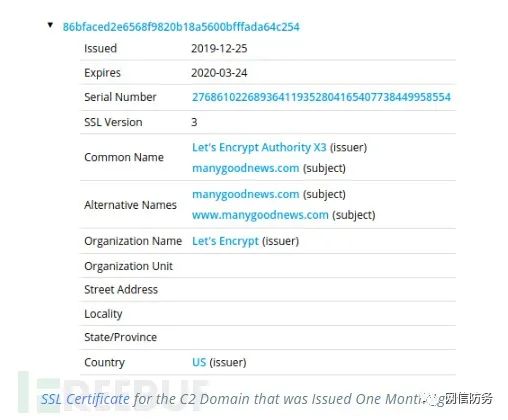 86bfaced2e6568f9820b18a5600bfffada64c254
Issued 2019-12-25
Expires 2020-03-24
Serial Number 276861022689364119352804165407738449958554
SSL Version 3
Common Name Let's Encrypt Authority X3 (issuer)
manygoodnews.com (subject)
Alternative Names manygoodnews.com (subject)
www.manygoodnews.com (subject)
Organization Name Let's Encrypt (issuer)
Organization Unit
Street Address
Locality
State/Province
Country US (issuer)
FREEBUF
SSL Certificate for the C2 Domain that was Issued One Month Ag
网信防务